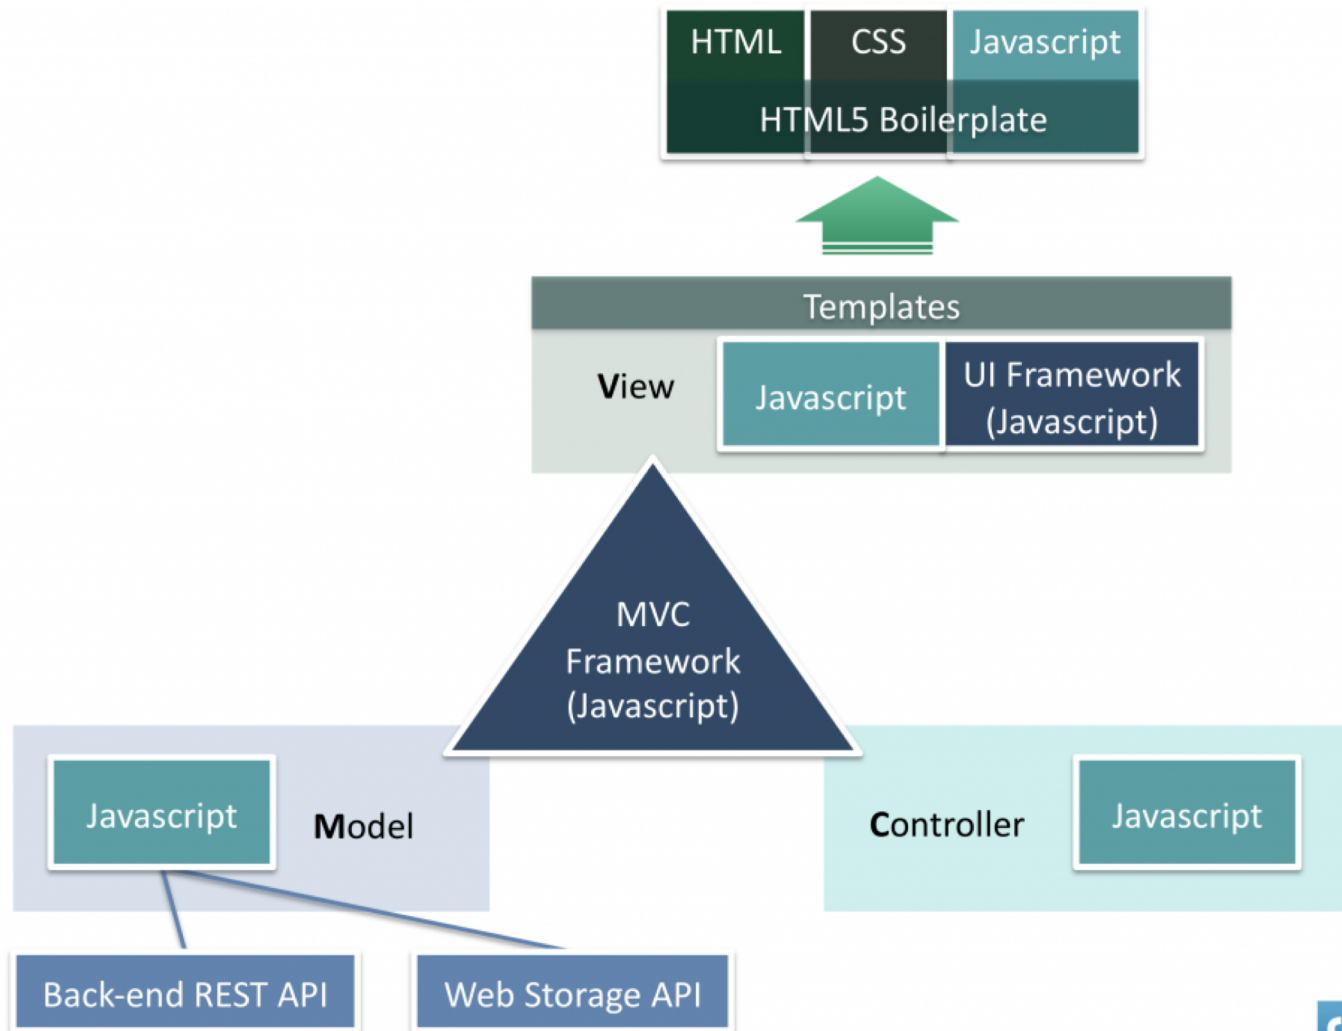 HTML
CSS
Javascript
HTML5 Boilerplate
Templates
View
Javascript
UI Framework
(Javascript)
MVC
Framework
(Javascript)
Javascript
Model
Controller
Javascript
Back-end REST API
Web Storage API